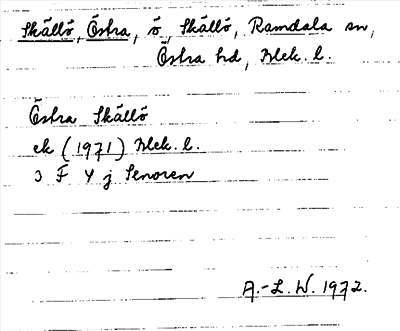 Skällö, Östra, ö, Skällö, Ramdala sn,
Östra hd, Blek. l.
Östra Skällö
ek (1971) Blek. l.
3 F 4 j Senoren
A.-L. W. 1972.